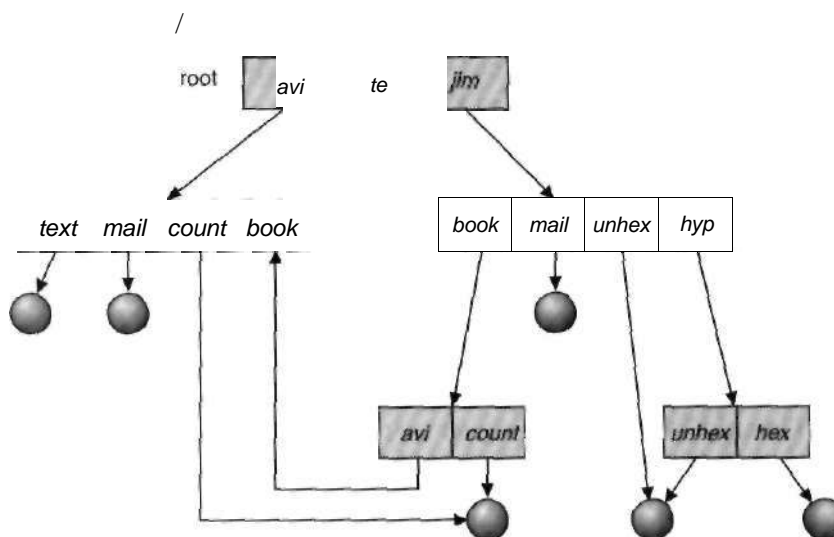 /
root avi te jim
text mail count book
book mail unhex hyp
avi count
unhex hex